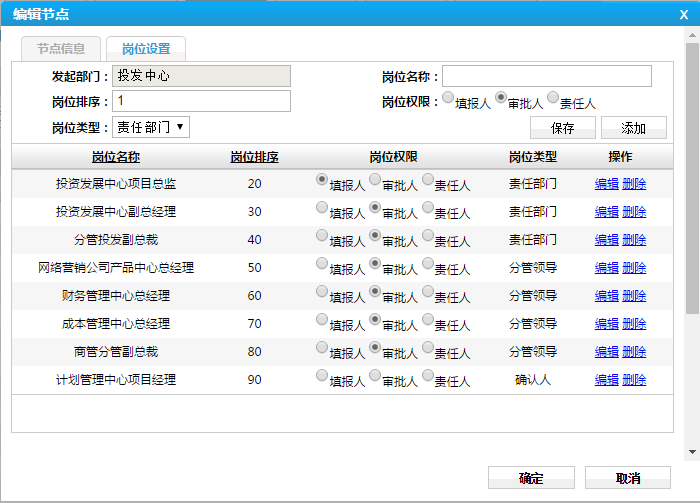 编辑节点 X
节点信息 岗位设置
发起部门： 投发中心 岗位名称：
岗位排序： 1 岗位权限： 填报人 审批人 责任人
岗位类型： 责任部门 保存 添加
岗位名称 岗位排序 岗位权限 岗位类型 操作
投资发展中心项目总监 20 填报人 审批人 责任人 责任部门 编辑 删除
投资发展中心副总经理 30 填报人 审批人 责任人 责任部门 编辑 删除
分管投发副总裁 40 填报人 审批人 责任人 责任部门 编辑 删除
网络营销公司产品中心总经理 50 填报人 审批人 责任人 分管领导 编辑 删除
财务管理中心总经理 60 填报人 审批人 责任人 分管领导 编辑 删除
成本管理中心总经理 70 填报人 审批人 责任人 分管领导 编辑 删除
商管分管副总裁 80 填报人 审批人 责任人 分管领导 编辑 删除
计划管理中心项目经理 90 填报人 审批人 责任人 确认人 编辑 删除
确定 取消